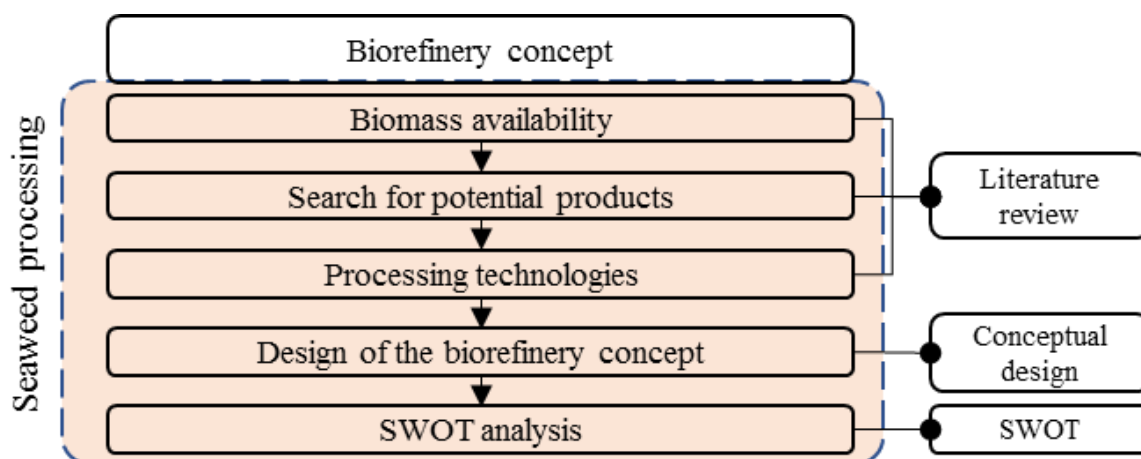 Biorefinery concept
Seaweed processing
Biomass availability
Search for potential products
Processing technologies
Design of the biorefinery concept
SWOT analysis
Literature
review
Conceptual
design
SWOT